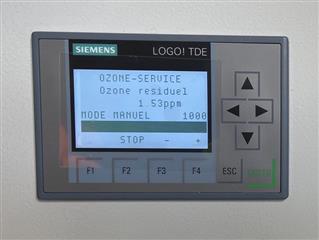 SIEMENS LOGO! TDE
OZONE-SERVICE
Ozone residuel
1.53ppm
MODE MANUEL 1000
STOP - +
F1 F2 F3 F4 ESC